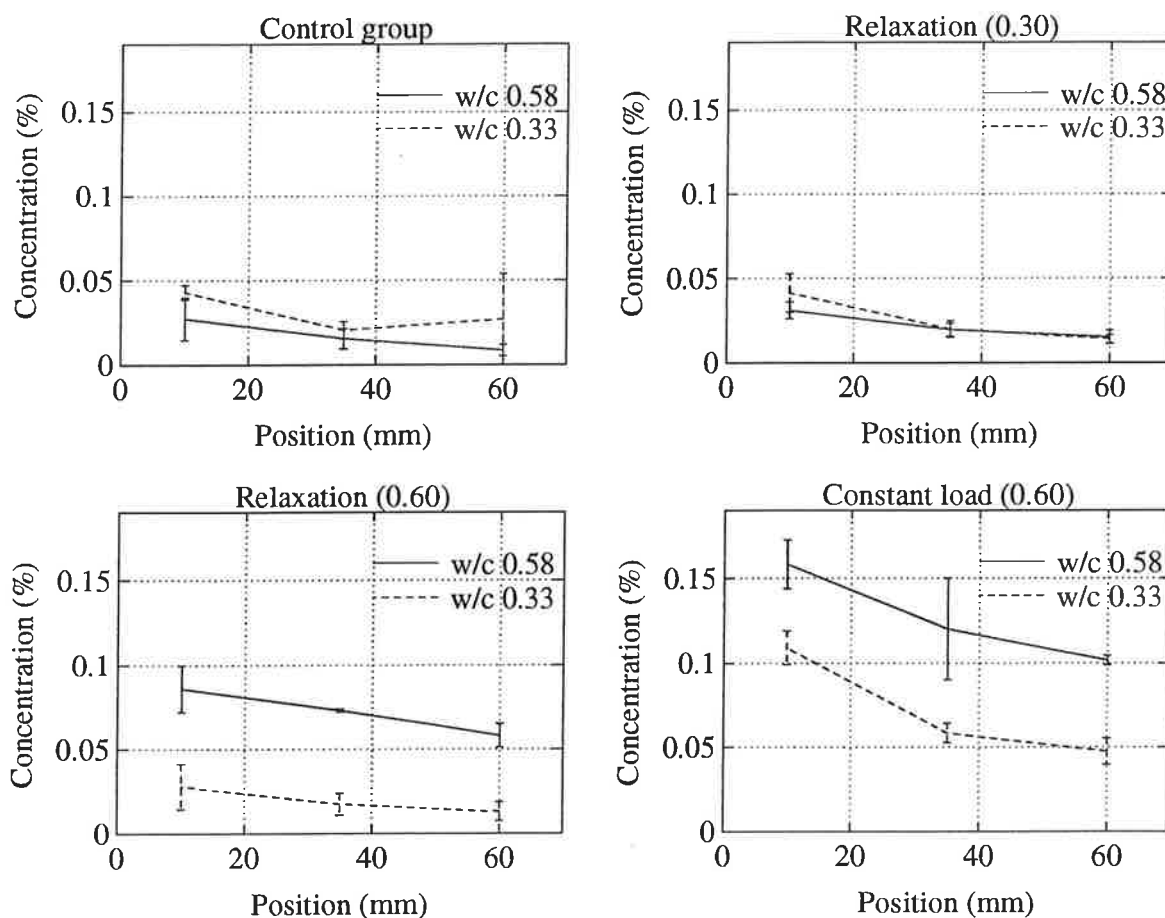 Control group
Concentration (%)
0.15
0.1
0.05
0
w/c 0.58
w/c 0.33
0 20 40 60
Position (mm)
Relaxation (0.30)
Concentration (%)
0.15
0.1
0.05
0
w/c 0.58
w/c 0.33
0 20 40 60
Position (mm)
Relaxation (0.60)
Concentration (%)
0.15
0.1
0.05
0
w/c 0.58
w/c 0.33
0 20 40 60
Position (mm)
Constant load (0.60)
Concentration (%)
0.15
0.1
0.05
0
w/c 0.58
w/c 0.33
0 20 40 60
Position (mm)